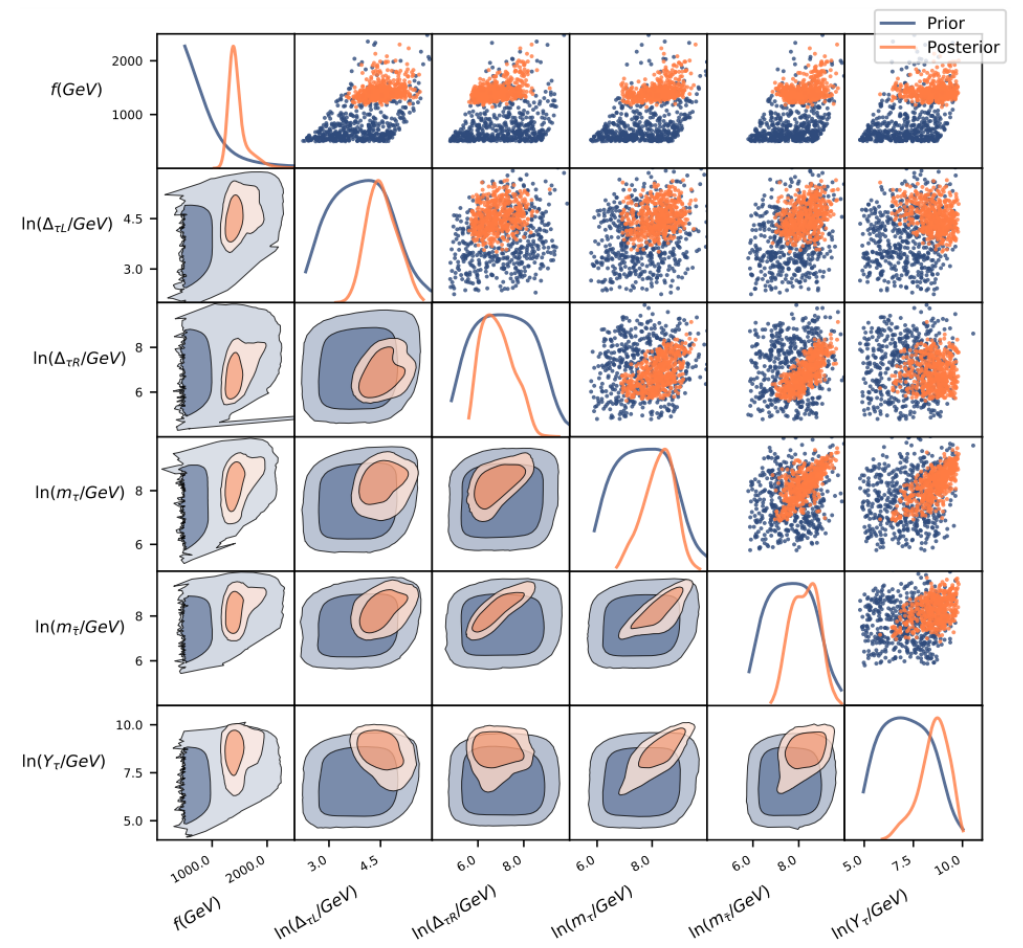 Prior
Posterior
2000
f(GeV)
1000
ln(Δ_τL/GeV)
4.5
3.0
ln(Δ_τR/GeV)
8
6
ln(m_τ/GeV)
8
6
ln(m_τ̃/GeV)
8
6
10.0
ln(Y_τ/GeV)
7.5
5.0
1000.0 2000.0 3.0 4.5 6.0 8.0 6.0 8.0 6.0 8.0 5.0 7.5 10.0
f(GeV) ln(Δ_τL/GeV) ln(Δ_τR/GeV) ln(m_τ/GeV) ln(m_τ̃/GeV) ln(Y_τ/GeV)